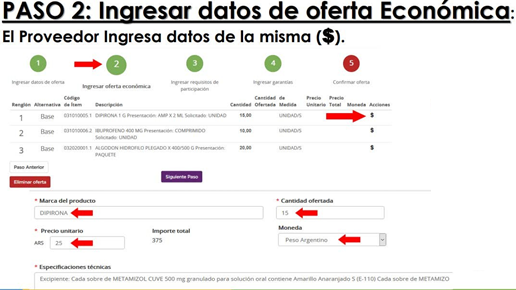 PASO 2: Ingresar datos de oferta Económica:
El Proveedor Ingresa datos de la misma ($).
1 2 3 4 5
Ingresar datos de oferta Ingresar oferta económica Ingresar requisitos de participación Ingresar garantías Confirmar oferta
Renglón Alternativa Código de Ítem Descripción Cantidad Cantidad Ofertada Unidad de Medida Precio Unitario Precio Total Moneda Acciones
1 Base 031010003.1 DIPIRONA 1 G Presentación: AMP X 2 ML Solicitado: UNIDAD 15,00 UNIDAD/S $
2 Base 031010006.2 IBUPROFENO 400 MG Presentación: COMPRIMIDO Solicitado: UNIDAD 10,00 UNIDAD/S $
3 Base 032020001.1 ALGODON HIDROFILO PLEGADO X 400/500 G Presentación: PAQUETE 20,00 UNIDAD/S $
Paso Anterior
Siguiente Paso
Eliminar oferta
* Marca del producto * Cantidad ofertada
DIPIRONA 15
* Precio unitario Importe total Moneda
ARS 25 375 Peso Argentino
* Especificaciones técnicas
Excipiente: Cada sobre de METAMIZOL CUVE 500 mg granulado para solución oral contiene Amarillo Anaranjado S (E-110) Cada sobre de METAMIZO